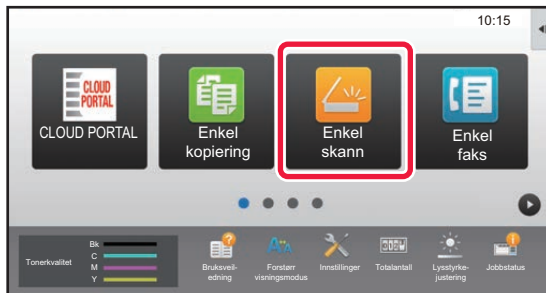 10:15
CLOUD
PORTAL
CLOUD PORTAL
Enkel
kopiering
Enkel
skann
Enkel
faks
Tonerkvalitet
Bk
C
M
Y
Bruksveil-
edning
Forstørr
visningsmodus
Innstillinger
Totalantall
Lysstyrke-
justering
Jobbstatus